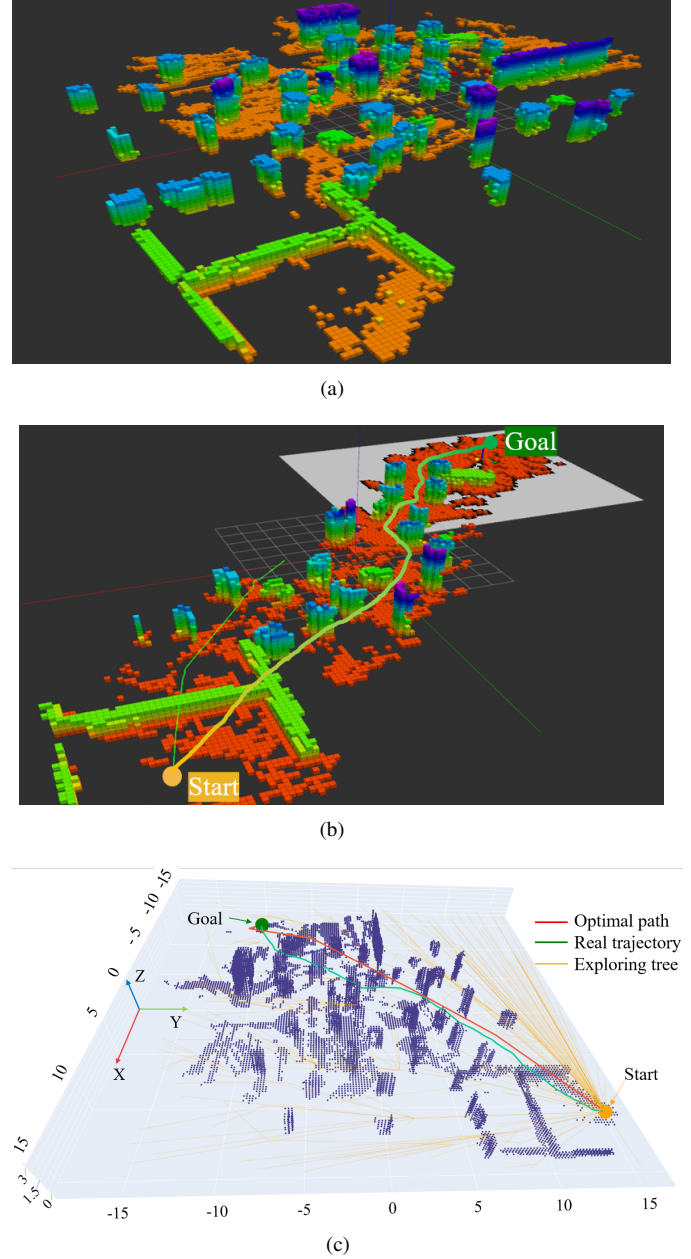 (a)
Goal
Start
(b)
-15
-10
-5
0
5
10
15
3
1.5
0
Goal
Z
Y
X
Optimal path
Real trajectory
Exploring tree
Start
-15
-10
-5
0
5
10
15
(c)